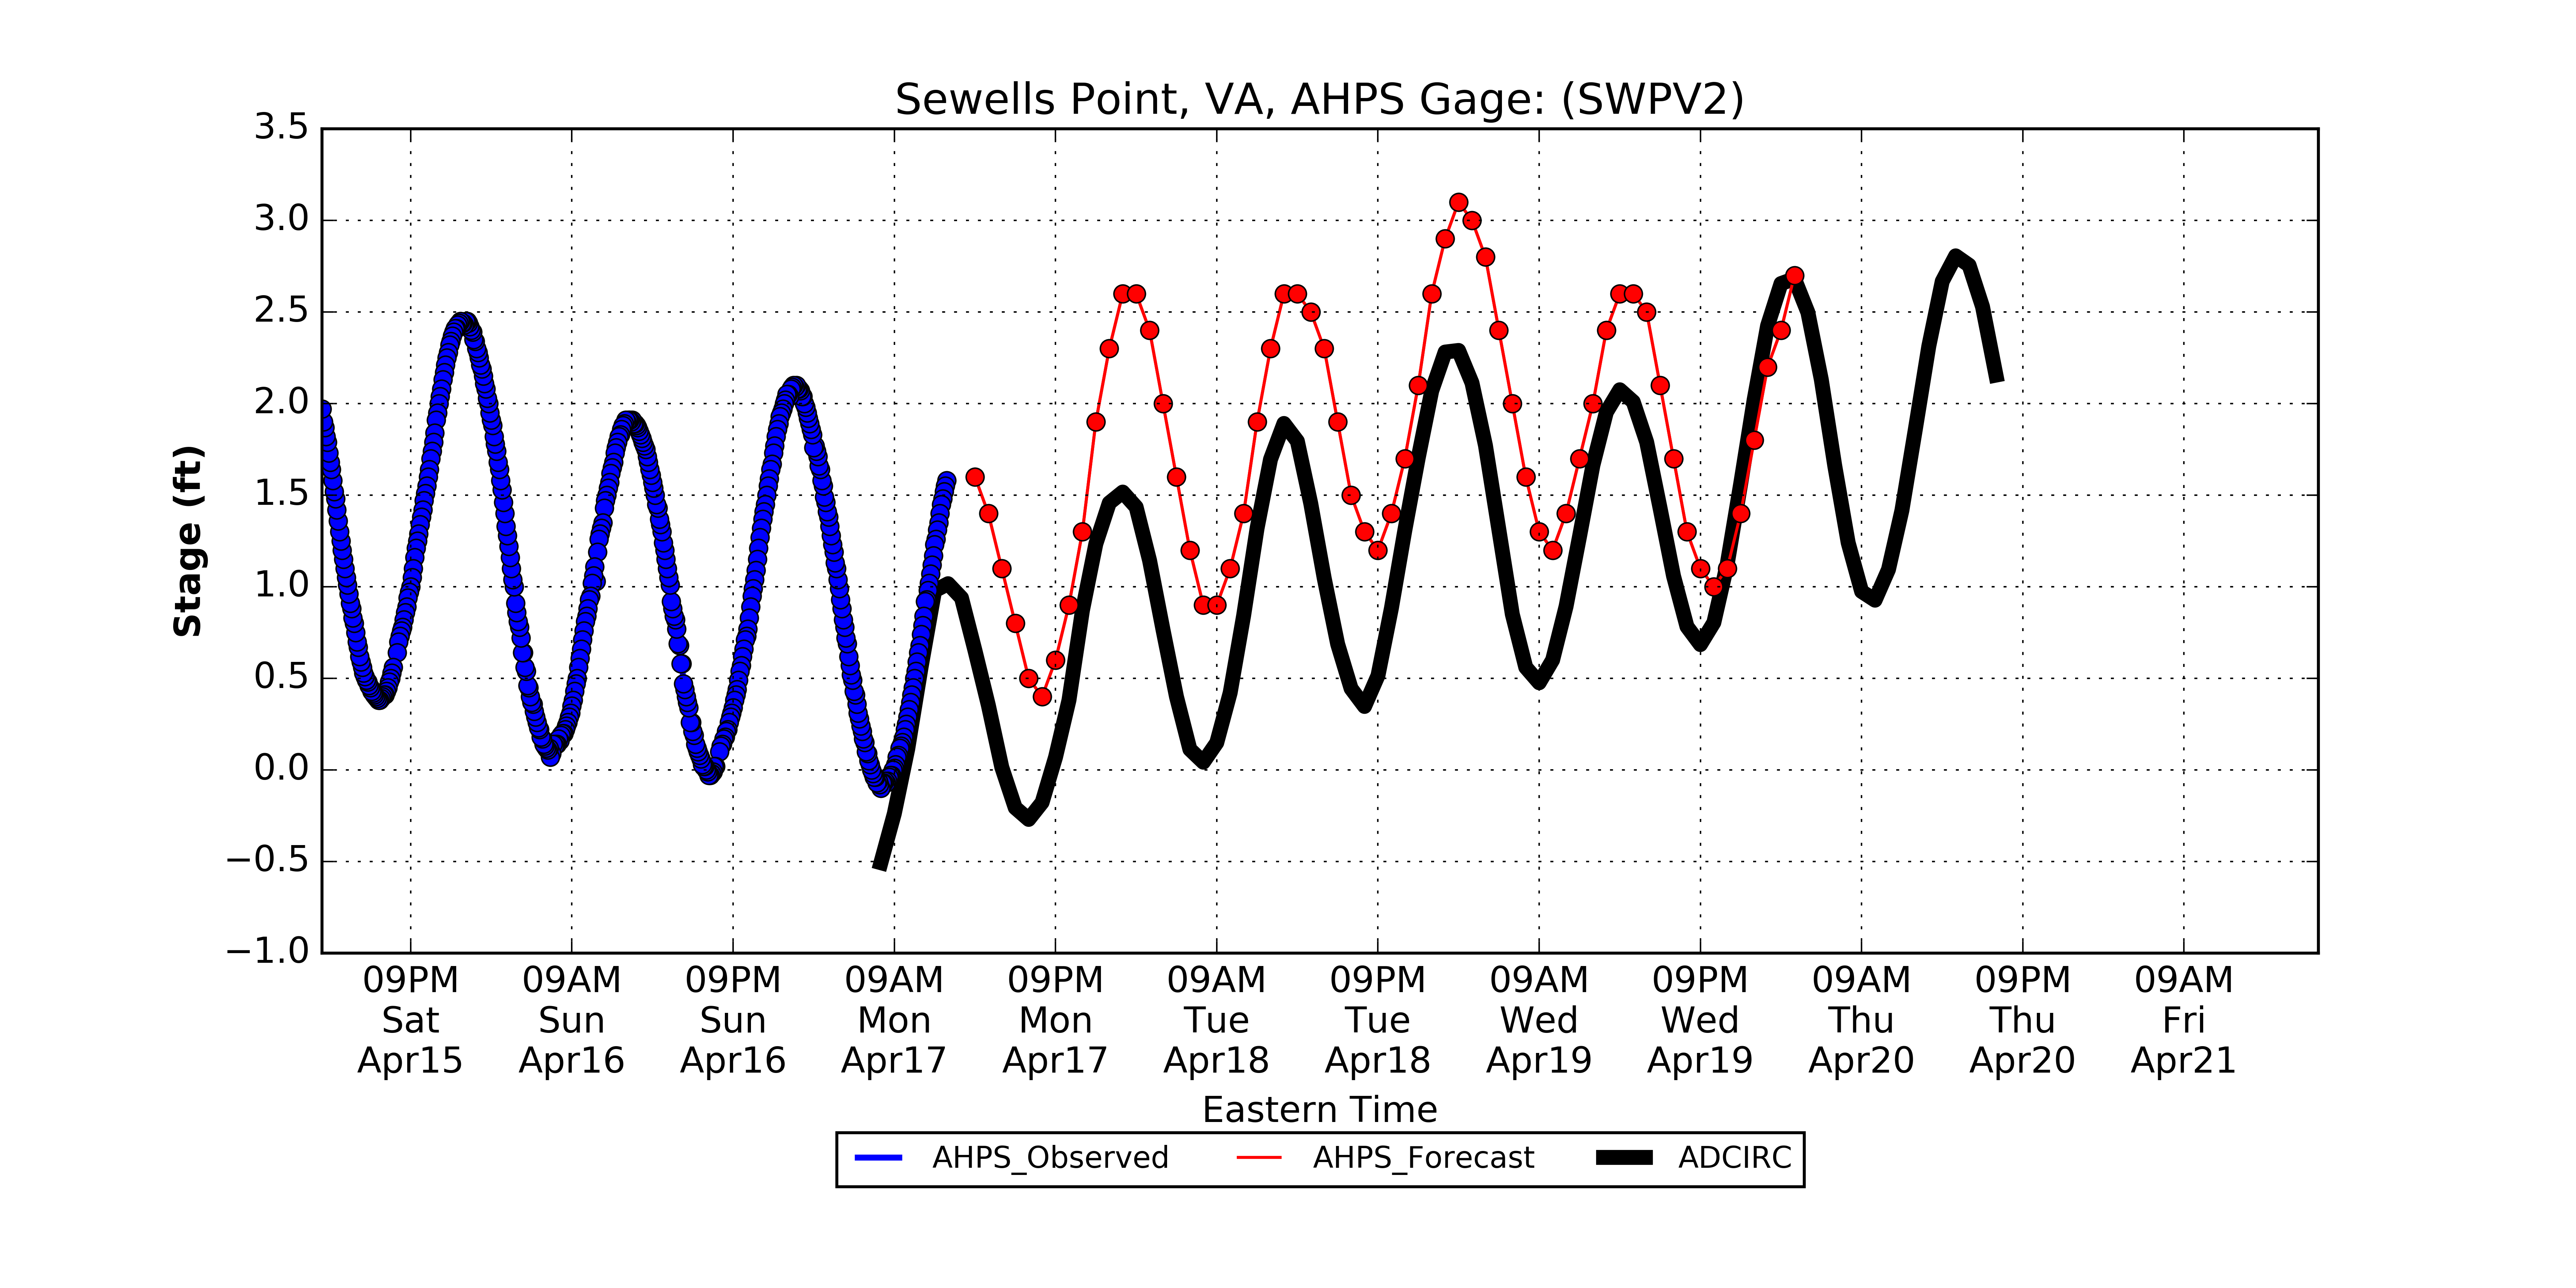 Sewells Point, VA, AHPS Gage: (SWPV2)
3.5
3.0
2.5
2.0
1.5
1.0
0.5
0.0
−0.5
−1.0
Stage (ft)
09PM 09AM 09PM 09AM 09PM 09AM 09PM 09AM 09PM 09AM 09PM 09AM
Sat Sun Sun Mon Mon Tue Tue Wed Wed Thu Thu Fri
Apr15 Apr16 Apr16 Apr17 Apr17 Apr18 Apr18 Apr19 Apr19 Apr20 Apr20 Apr21
Eastern Time
AHPS_Observed AHPS_Forecast ADCIRC